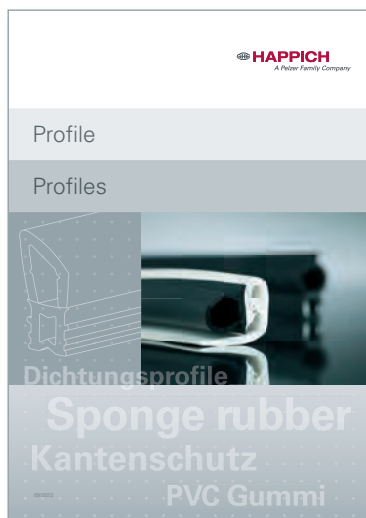 HAPPICH
A Pelzer Family Company
Profile
Profiles
Dichtungsprofile
Sponge rubber
Kantenschutz
PVC Gummi